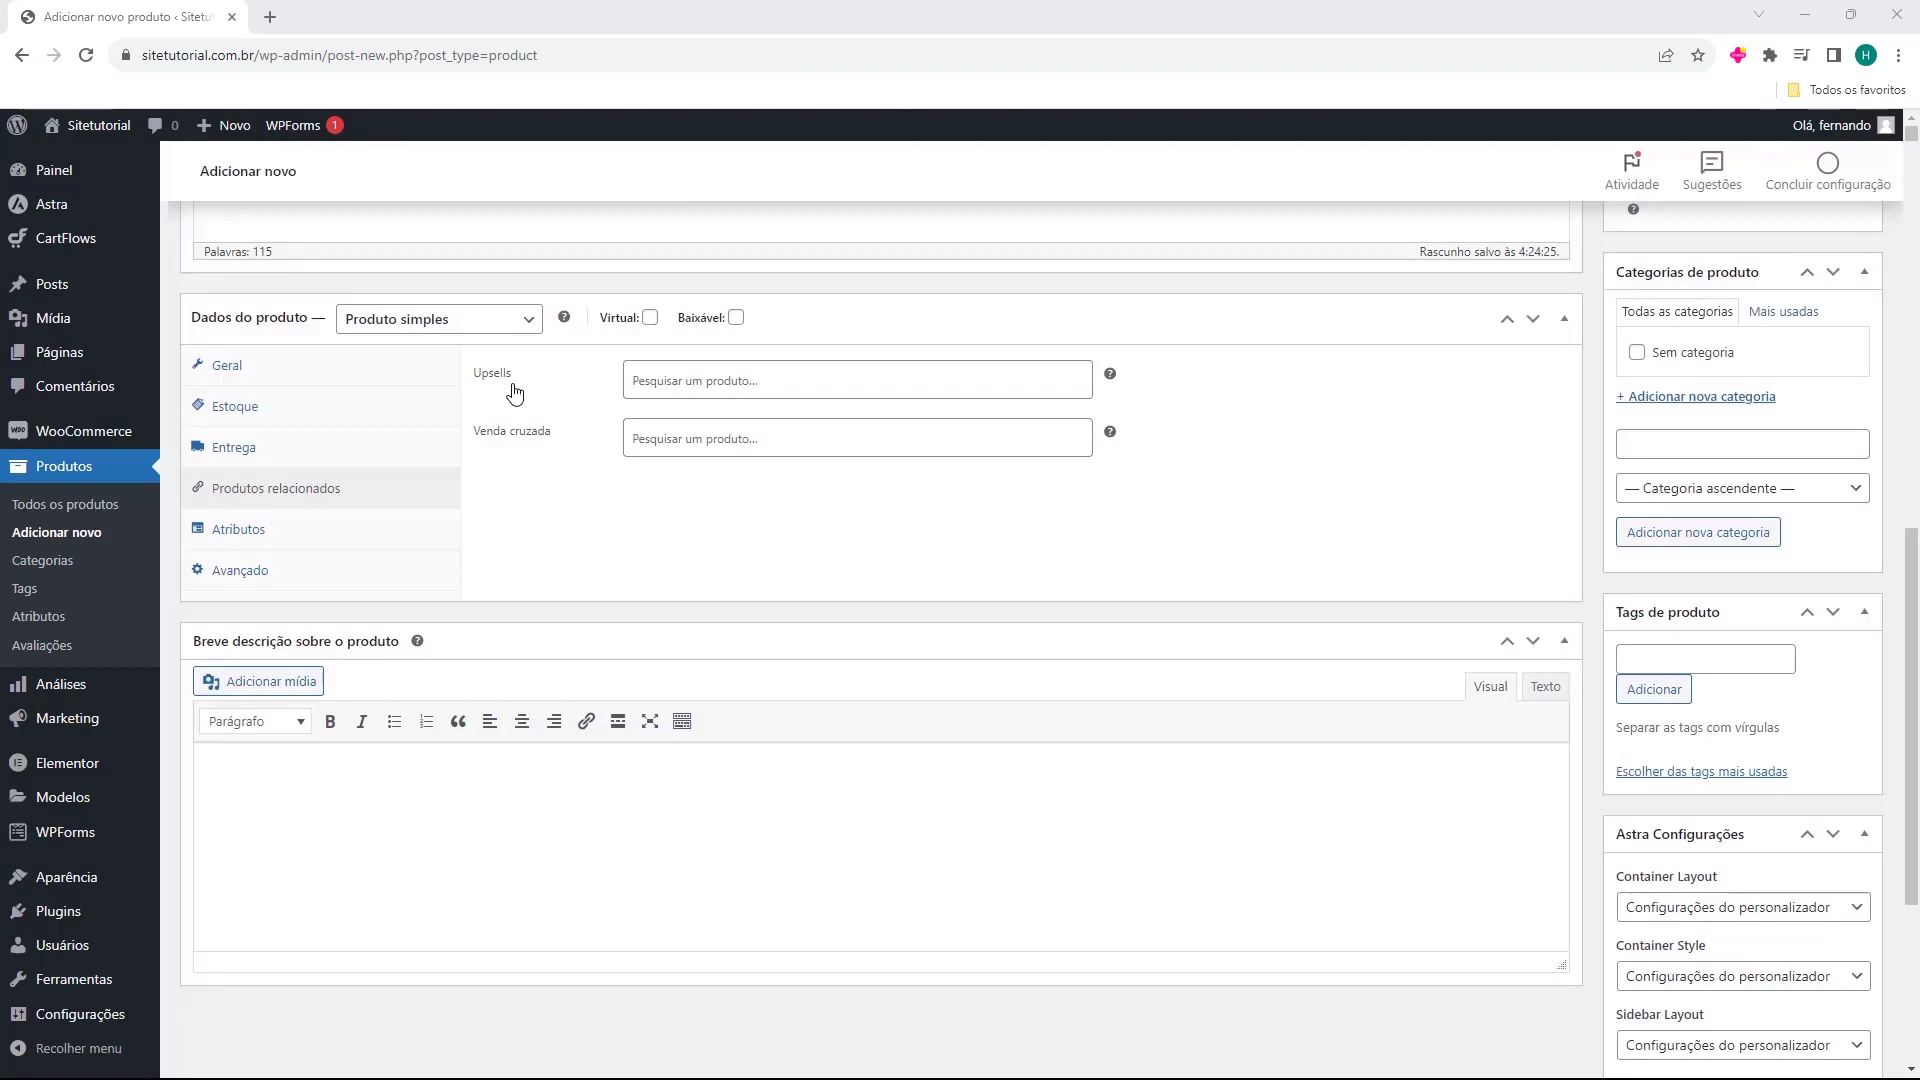 Adicionar novo produto ‹ Sitetu
sitetutorial.com.br/wp-admin/post-new.php?post_type=product
H
Todos os favoritos
Sitetutorial
0
Novo
WPForms 1
Olá, fernando
Painel
Astra
CartFlows
Posts
Mídia
Páginas
Comentários
WooCommerce
Produtos
Todos os produtos
Adicionar novo
Categorias
Tags
Atributos
Avaliações
Análises
Marketing
Elementor
Modelos
WPForms
Aparência
Plugins
Usuários
Ferramentas
Configurações
Recolher menu
Adicionar novo
Atividade
Sugestões
Concluir configuração
Palavras: 115
Rascunho salvo às 4:24:25.
Dados do produto —
Produto simples
Virtual:
Baixável:
Geral
Estoque
Entrega
Produtos relacionados
Atributos
Avançado
Upsells
Pesquisar um produto...
Venda cruzada
Pesquisar um produto...
Breve descrição sobre o produto
Adicionar mídia
Visual
Texto
Parágrafo
B
I
Categorias de produto
Todas as categorias
Mais usadas
Sem categoria
+ Adicionar nova categoria
— Categoria ascendente —
Adicionar nova categoria
Tags de produto
Adicionar
Separar as tags com vírgulas
Escolher das tags mais usadas
Astra Configurações
Container Layout
Configurações do personalizador
Container Style
Configurações do personalizador
Sidebar Layout
Configurações do personalizador